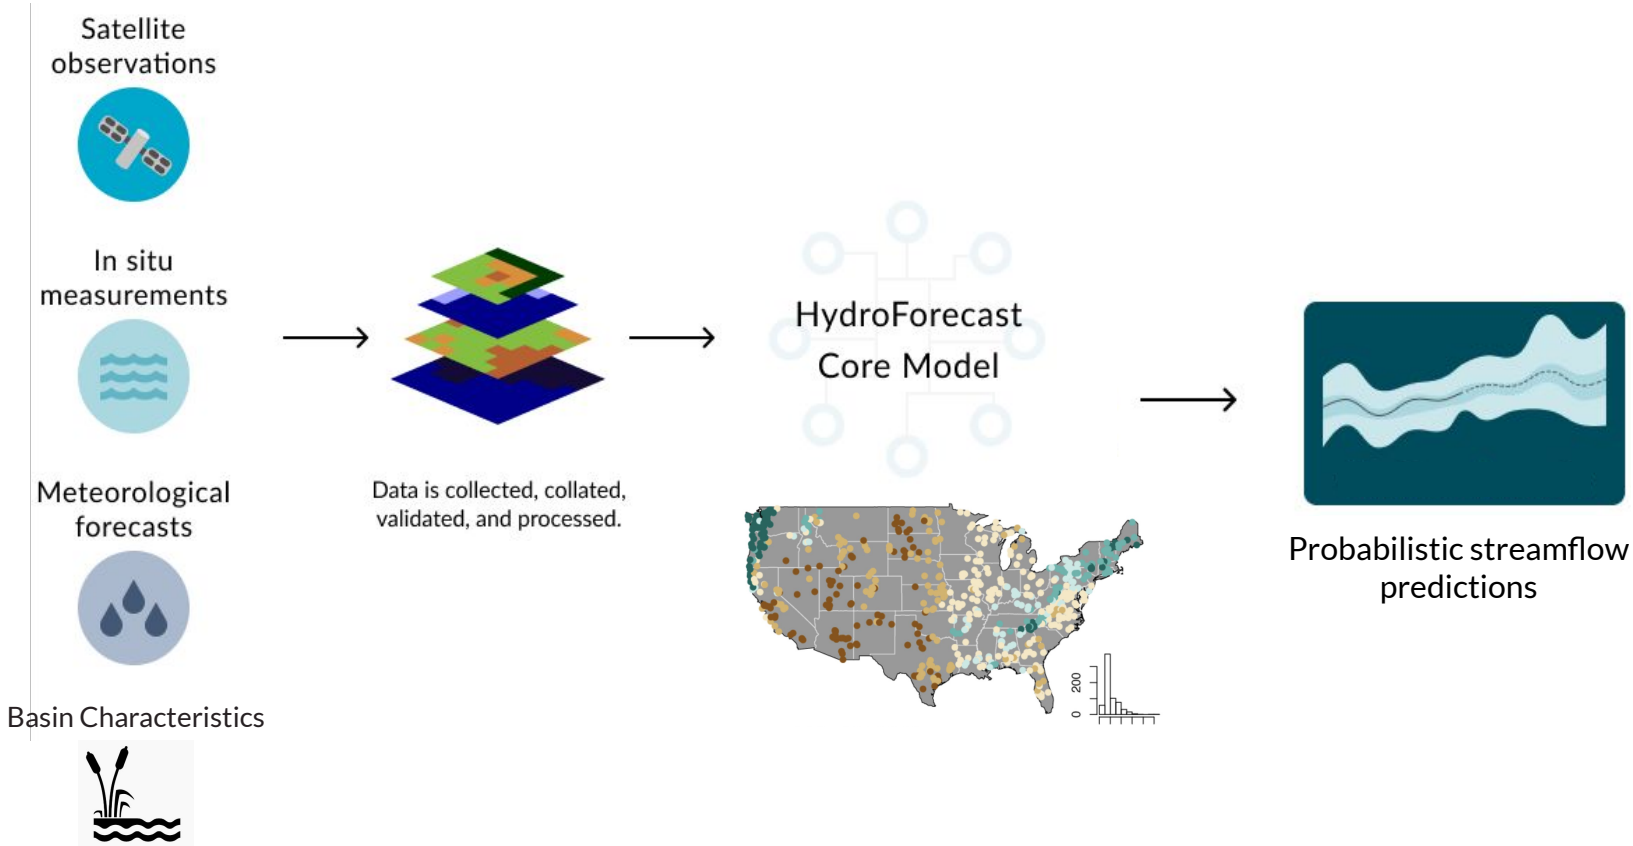 Satellite
observations
In situ
measurements
Meteorological
forecasts
Basin Characteristics
Data is collected, collated,
validated, and processed.
HydroForecast
Core Model
200
0
Probabilistic streamflow
predictions